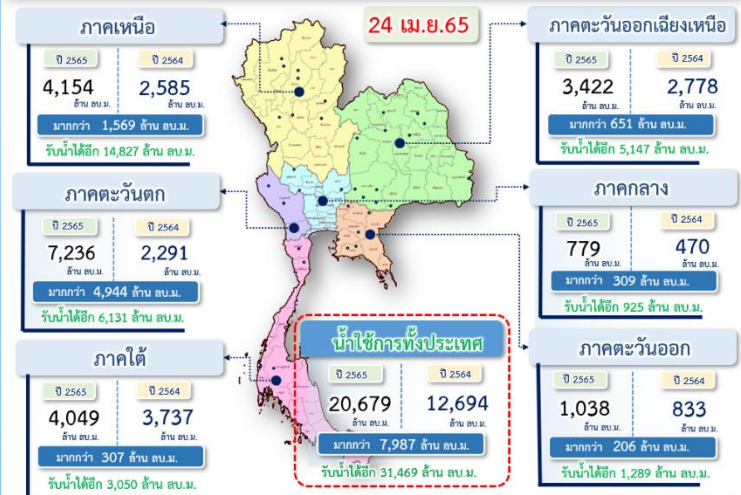 24 เม.ย.65
ภาคเหนือ
ปี 2565 ปี 2564
4,154 2,585
ล้าน ลบ.ม. ล้าน ลบ.ม.
มากกว่า 1,569 ล้าน ลบ.ม.
รับน้ำได้อีก 14,827 ล้าน ลบ.ม.
ภาคตะวันออกเฉียงเหนือ
ปี 2565 ปี 2564
3,422 2,778
ล้าน ลบ.ม. ล้าน ลบ.ม.
มากกว่า 651 ล้าน ลบ.ม.
รับน้ำได้อีก 5,147 ล้าน ลบ.ม.
ภาคตะวันตก
ปี 2565 ปี 2564
7,236 2,291
ล้าน ลบ.ม. ล้าน ลบ.ม.
มากกว่า 4,944 ล้าน ลบ.ม.
รับน้ำได้อีก 6,131 ล้าน ลบ.ม.
ภาคกลาง
ปี 2565 ปี 2564
779 470
ล้าน ลบ.ม. ล้าน ลบ.ม.
มากกว่า 309 ล้าน ลบ.ม.
รับน้ำได้อีก 925 ล้าน ลบ.ม.
ภาคใต้
ปี 2565 ปี 2564
4,049 3,737
ล้าน ลบ.ม. ล้าน ลบ.ม.
มากกว่า 307 ล้าน ลบ.ม.
รับน้ำได้อีก 3,050 ล้าน ลบ.ม.
น้ำใช้การทั้งประเทศ
ปี 2565 ปี 2564
20,679 12,694
ล้าน ลบ.ม. ล้าน ลบ.ม.
มากกว่า 7,987 ล้าน ลบ.ม.
รับน้ำได้อีก 31,469 ล้าน ลบ.ม.
ภาคตะวันออก
ปี 2565 ปี 2564
1,038 833
ล้าน ลบ.ม. ล้าน ลบ.ม.
มากกว่า 206 ล้าน ลบ.ม.
รับน้ำได้อีก 1,289 ล้าน ลบ.ม.